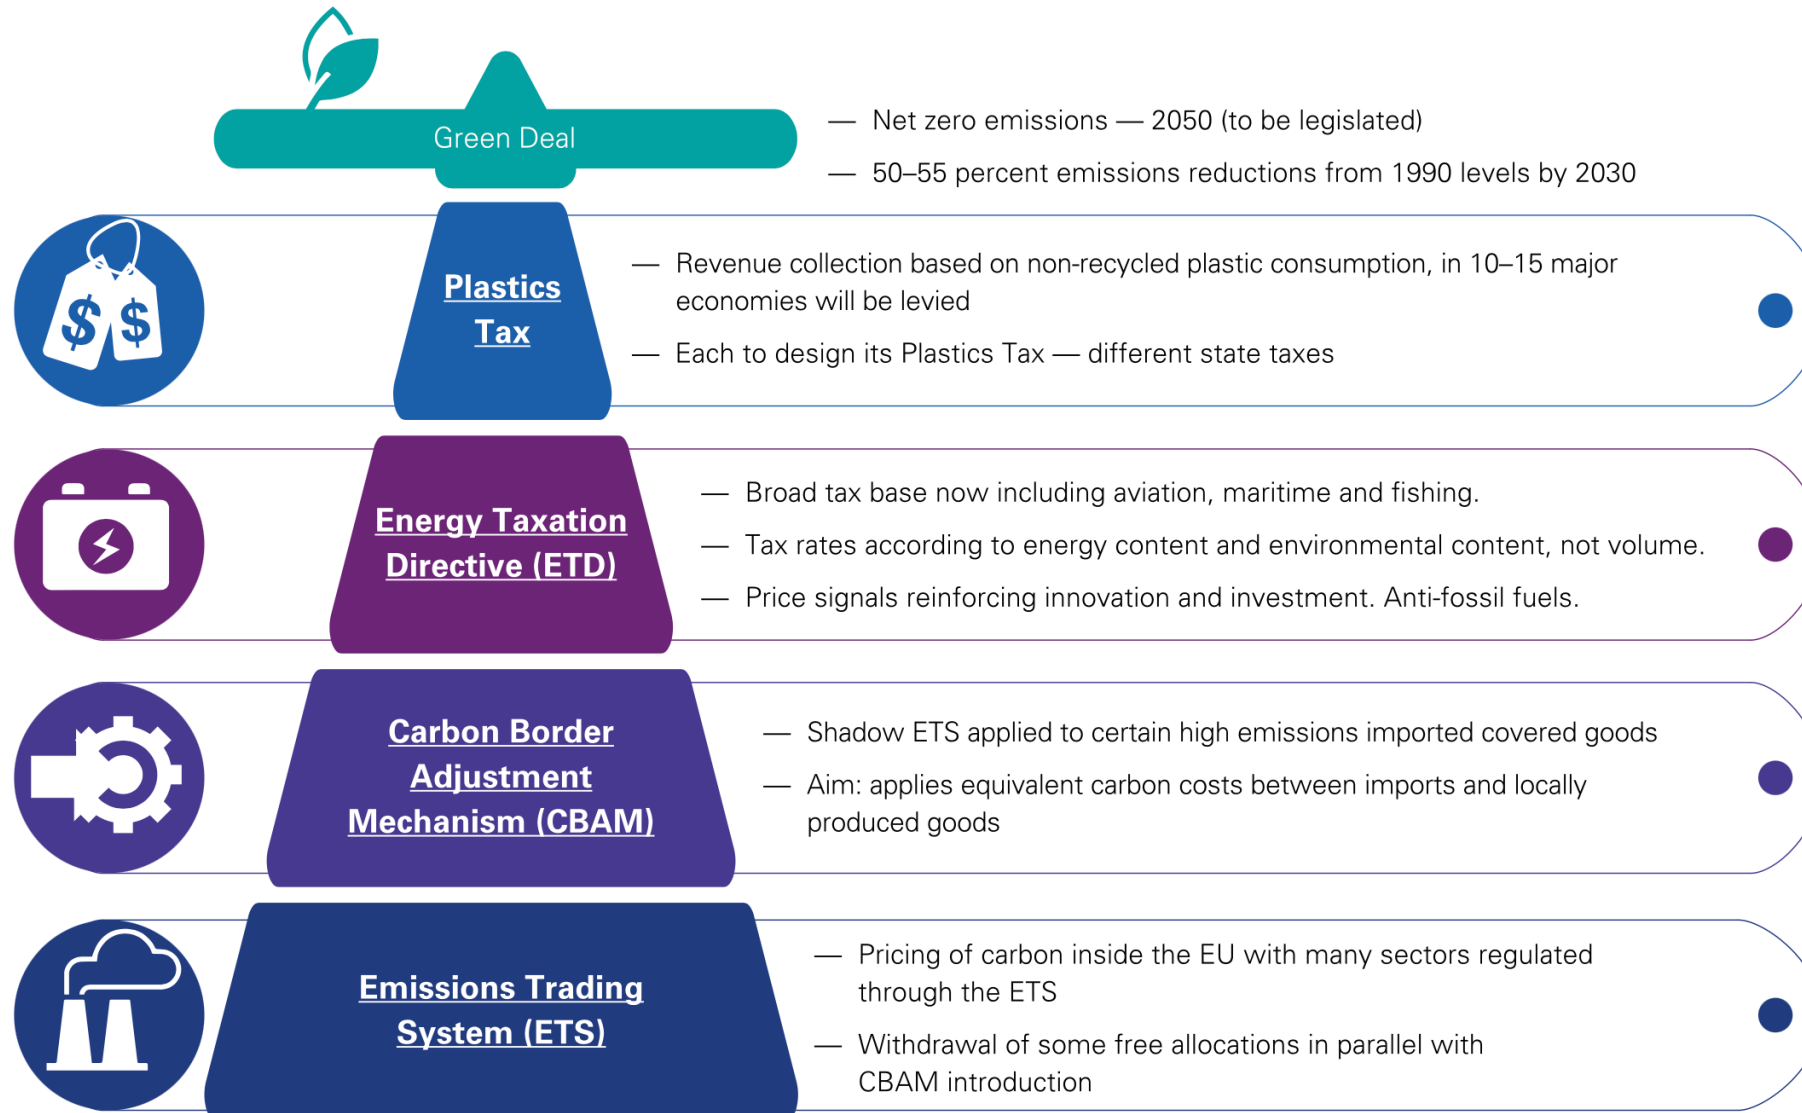 Green Deal
— Net zero emissions — 2050 (to be legislated)
— 50–55 percent emissions reductions from 1990 levels by 2030
$ $
Plastics
Tax
— Revenue collection based on non-recycled plastic consumption, in 10–15 major
economies will be levied
— Each to design its Plastics Tax — different state taxes
Energy Taxation
Directive (ETD)
— Broad tax base now including aviation, maritime and fishing.
— Tax rates according to energy content and environmental content, not volume.
— Price signals reinforcing innovation and investment. Anti-fossil fuels.
Carbon Border
Adjustment
Mechanism (CBAM)
— Shadow ETS applied to certain high emissions imported covered goods
— Aim: applies equivalent carbon costs between imports and locally
produced goods
Emissions Trading
System (ETS)
— Pricing of carbon inside the EU with many sectors regulated
through the ETS
— Withdrawal of some free allocations in parallel with
CBAM introduction